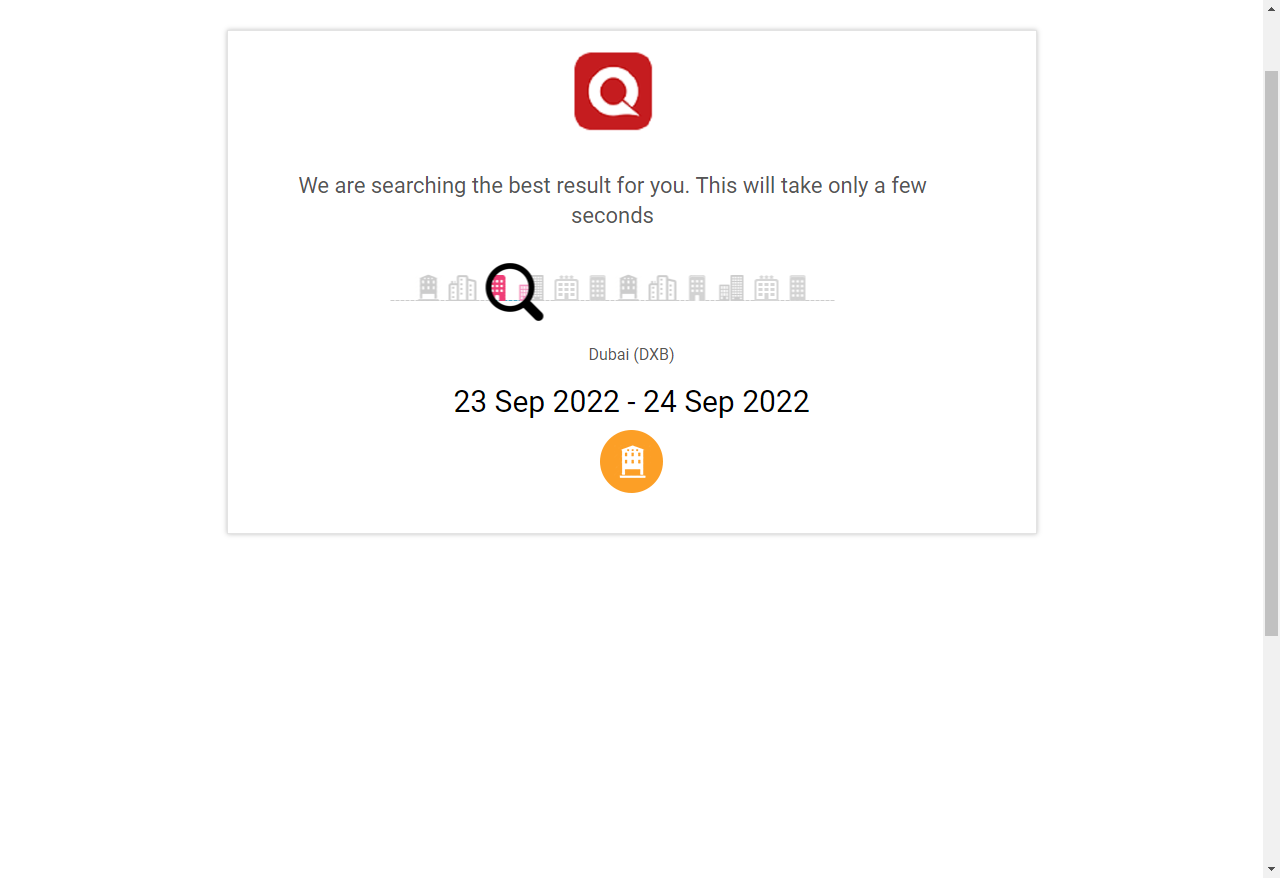 We are searching the best result for you. This will take only a few
seconds
Dubai (DXB)
23 Sep 2022 - 24 Sep 2022